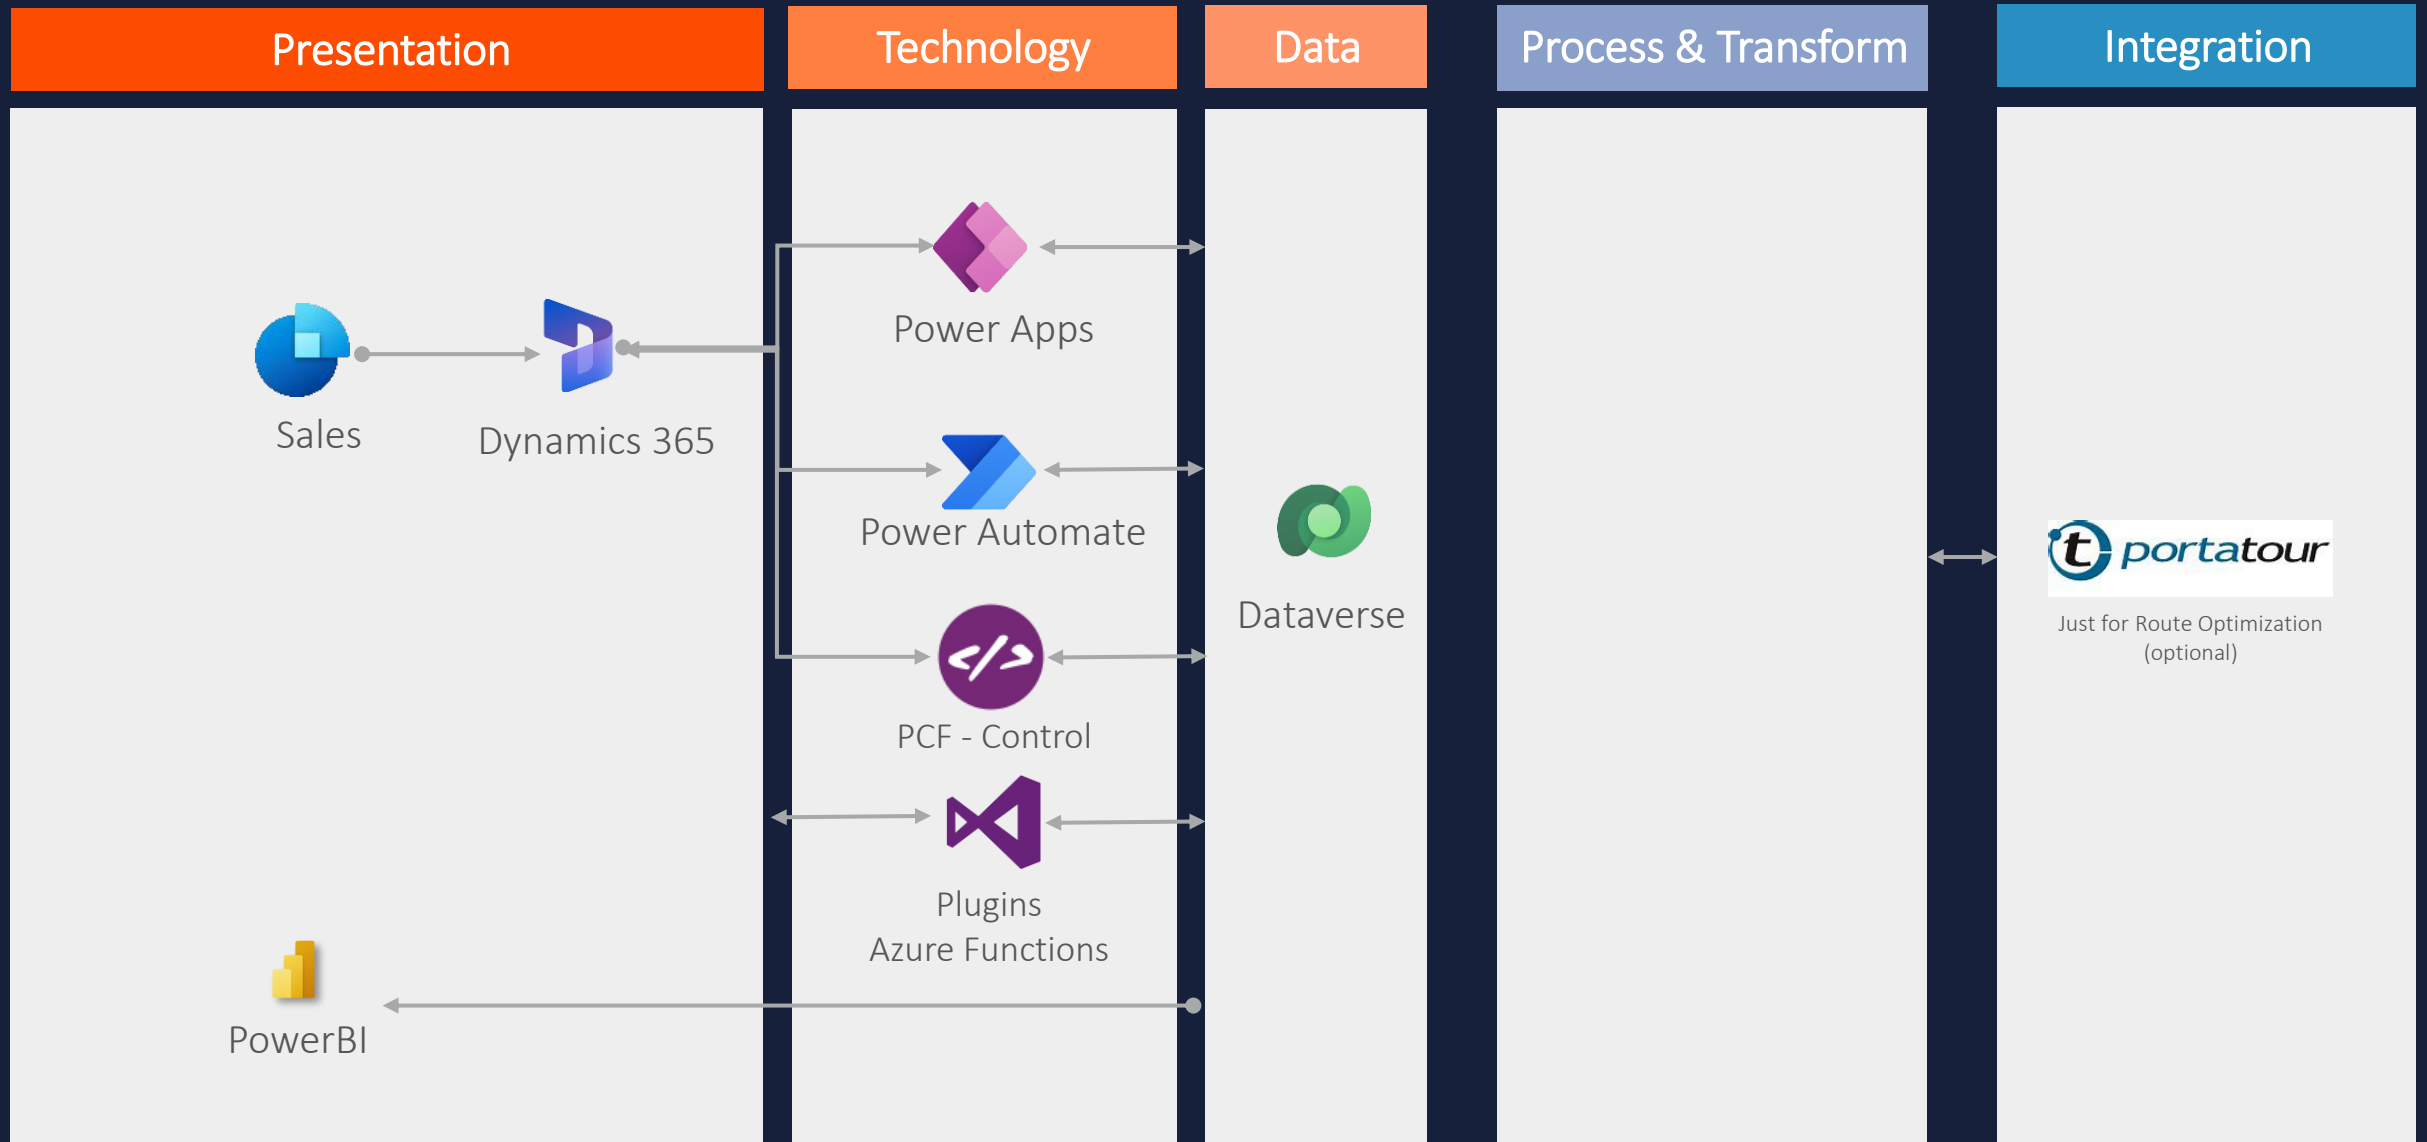 Presentation
Technology
Data
Process & Transform
Integration
Power Apps
Sales
Dynamics 365
Power Automate
Dataverse
t portatour
Just for Route Optimization
(optional)
PCF - Control
Plugins
Azure Functions
PowerBI